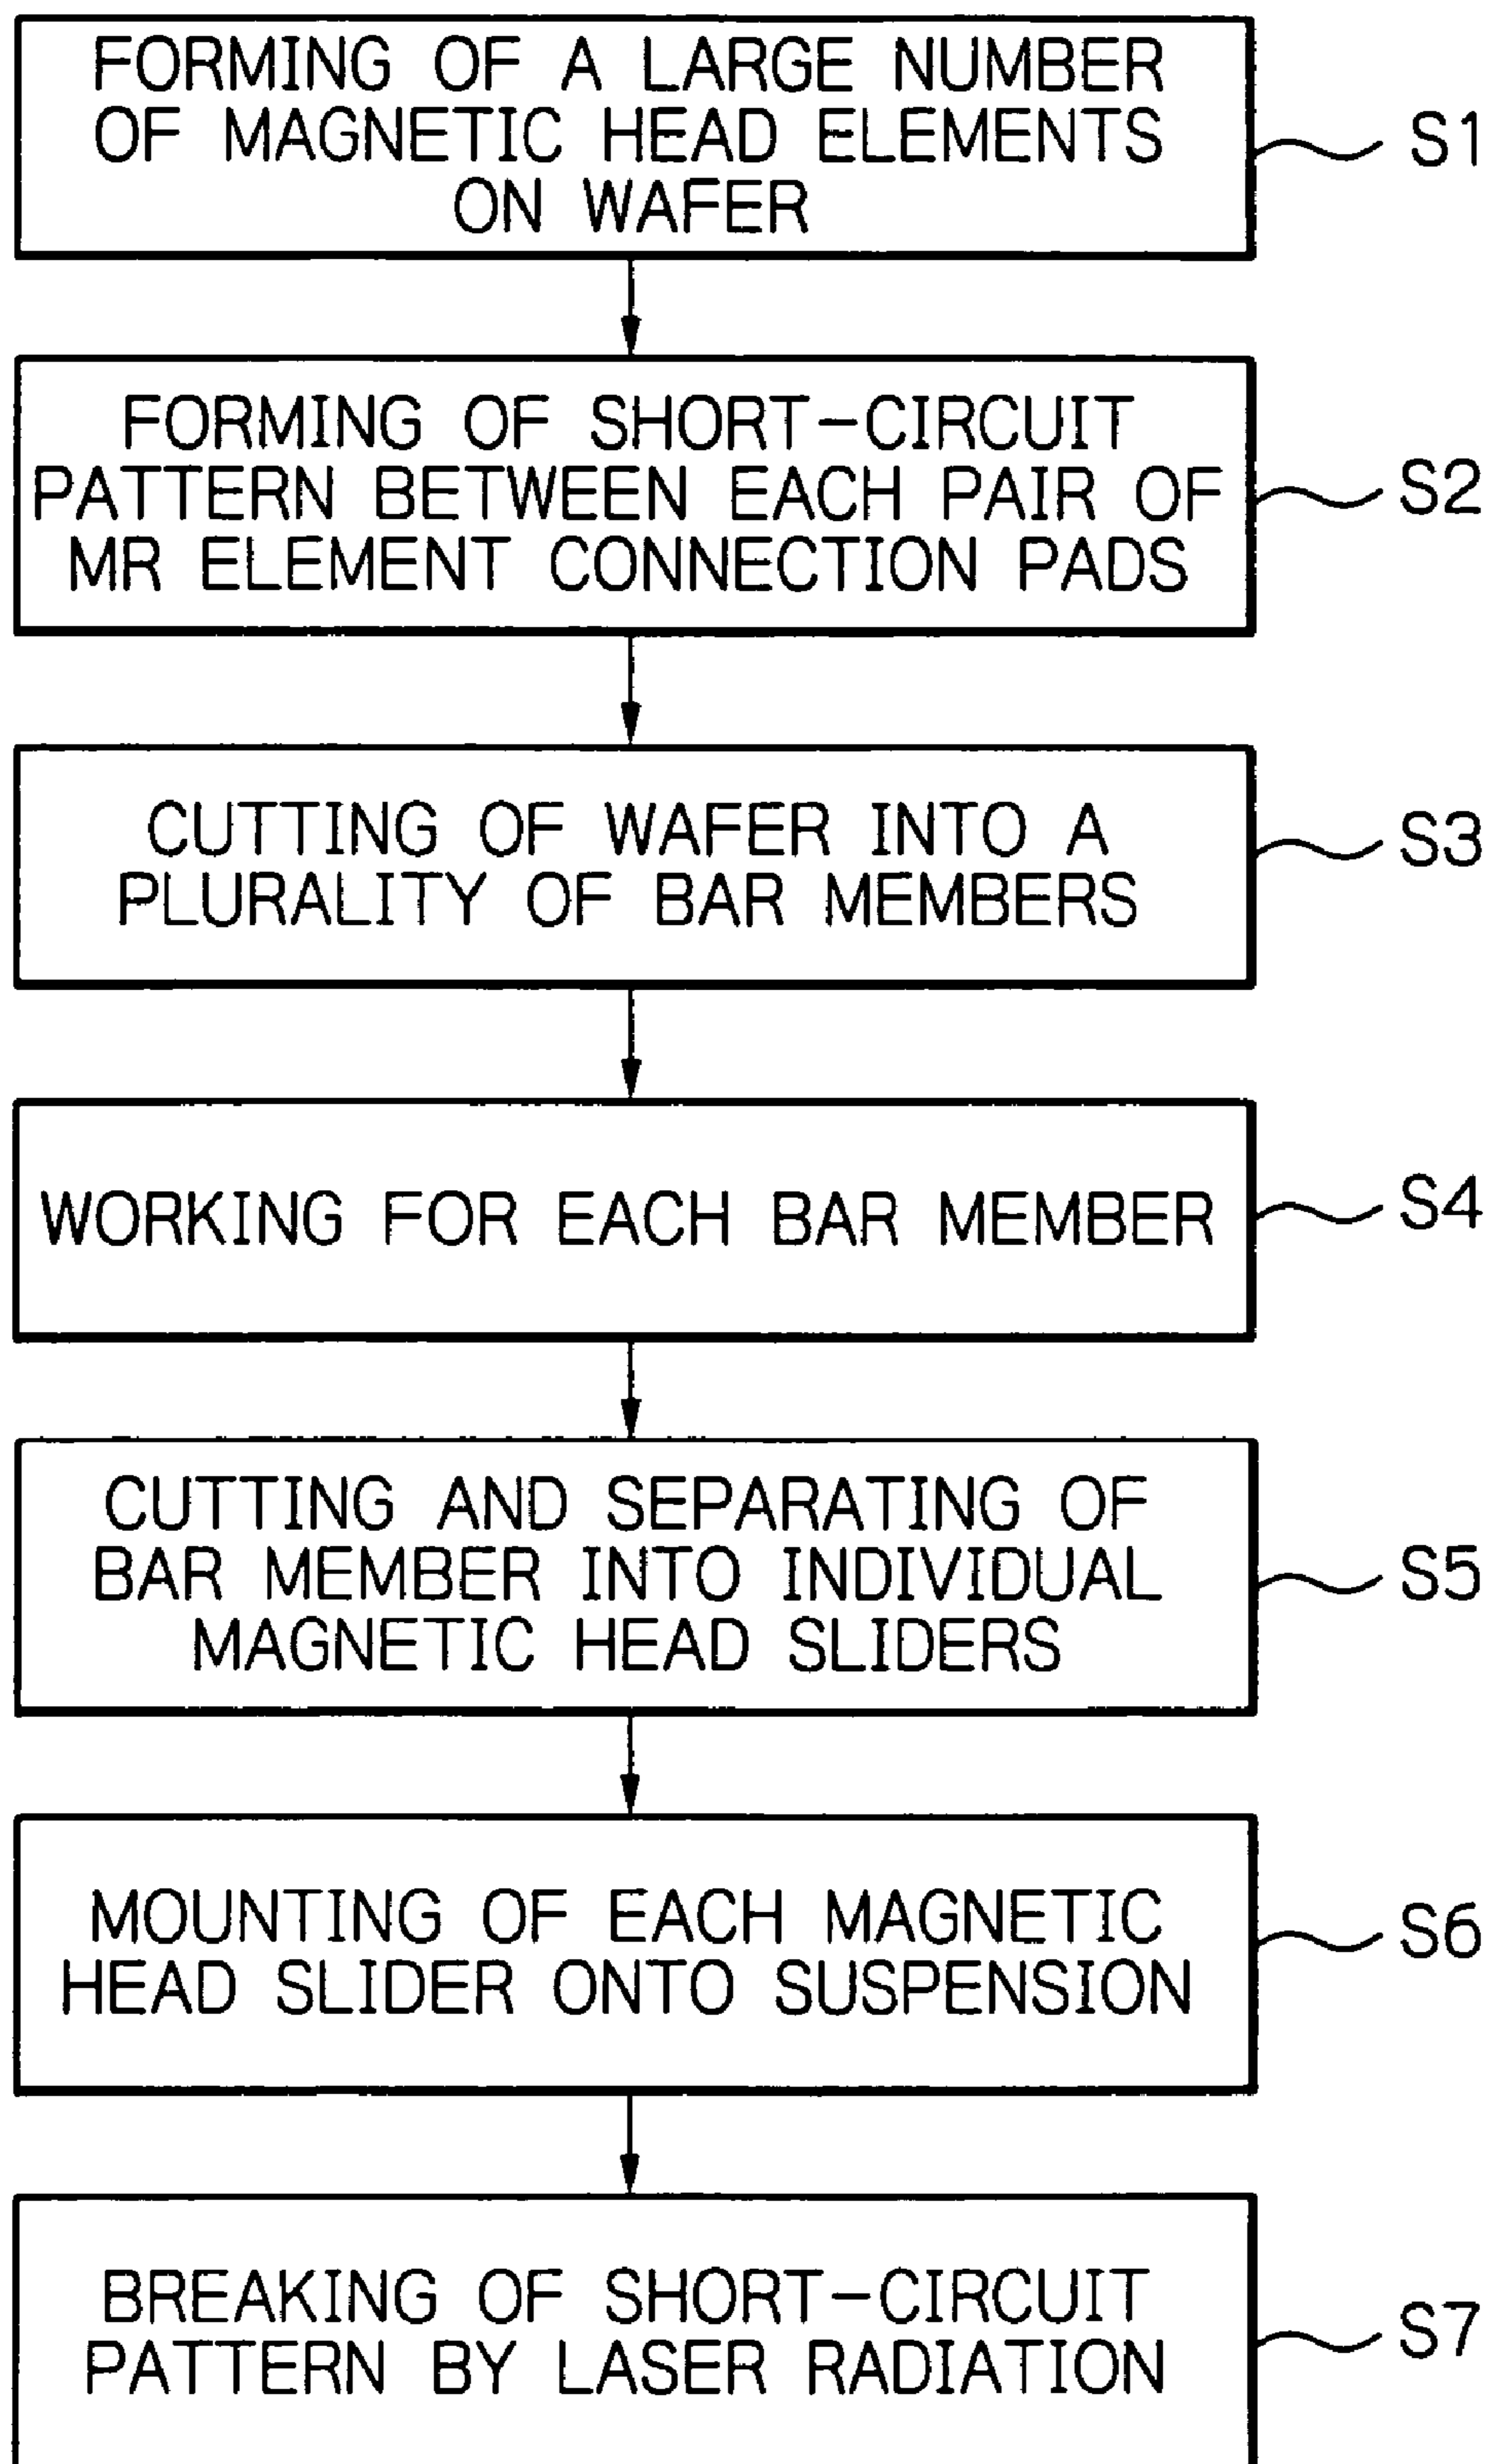 FORMING OF A LARGE NUMBER
OF MAGNETIC HEAD ELEMENTS
ON WAFER
S1
FORMING OF SHORT-CIRCUIT
PATTERN BETWEEN EACH PAIR OF
MR ELEMENT CONNECTION PADS
S2
CUTTING OF WAFER INTO A
PLURALITY OF BAR MEMBERS
S3
WORKING FOR EACH BAR MEMBER
S4
CUTTING AND SEPARATING OF
BAR MEMBER INTO INDIVIDUAL
MAGNETIC HEAD SLIDERS
S5
MOUNTING OF EACH MAGNETIC
HEAD SLIDER ONTO SUSPENSION
S6
BREAKING OF SHORT-CIRCUIT
PATTERN BY LASER RADIATION
S7